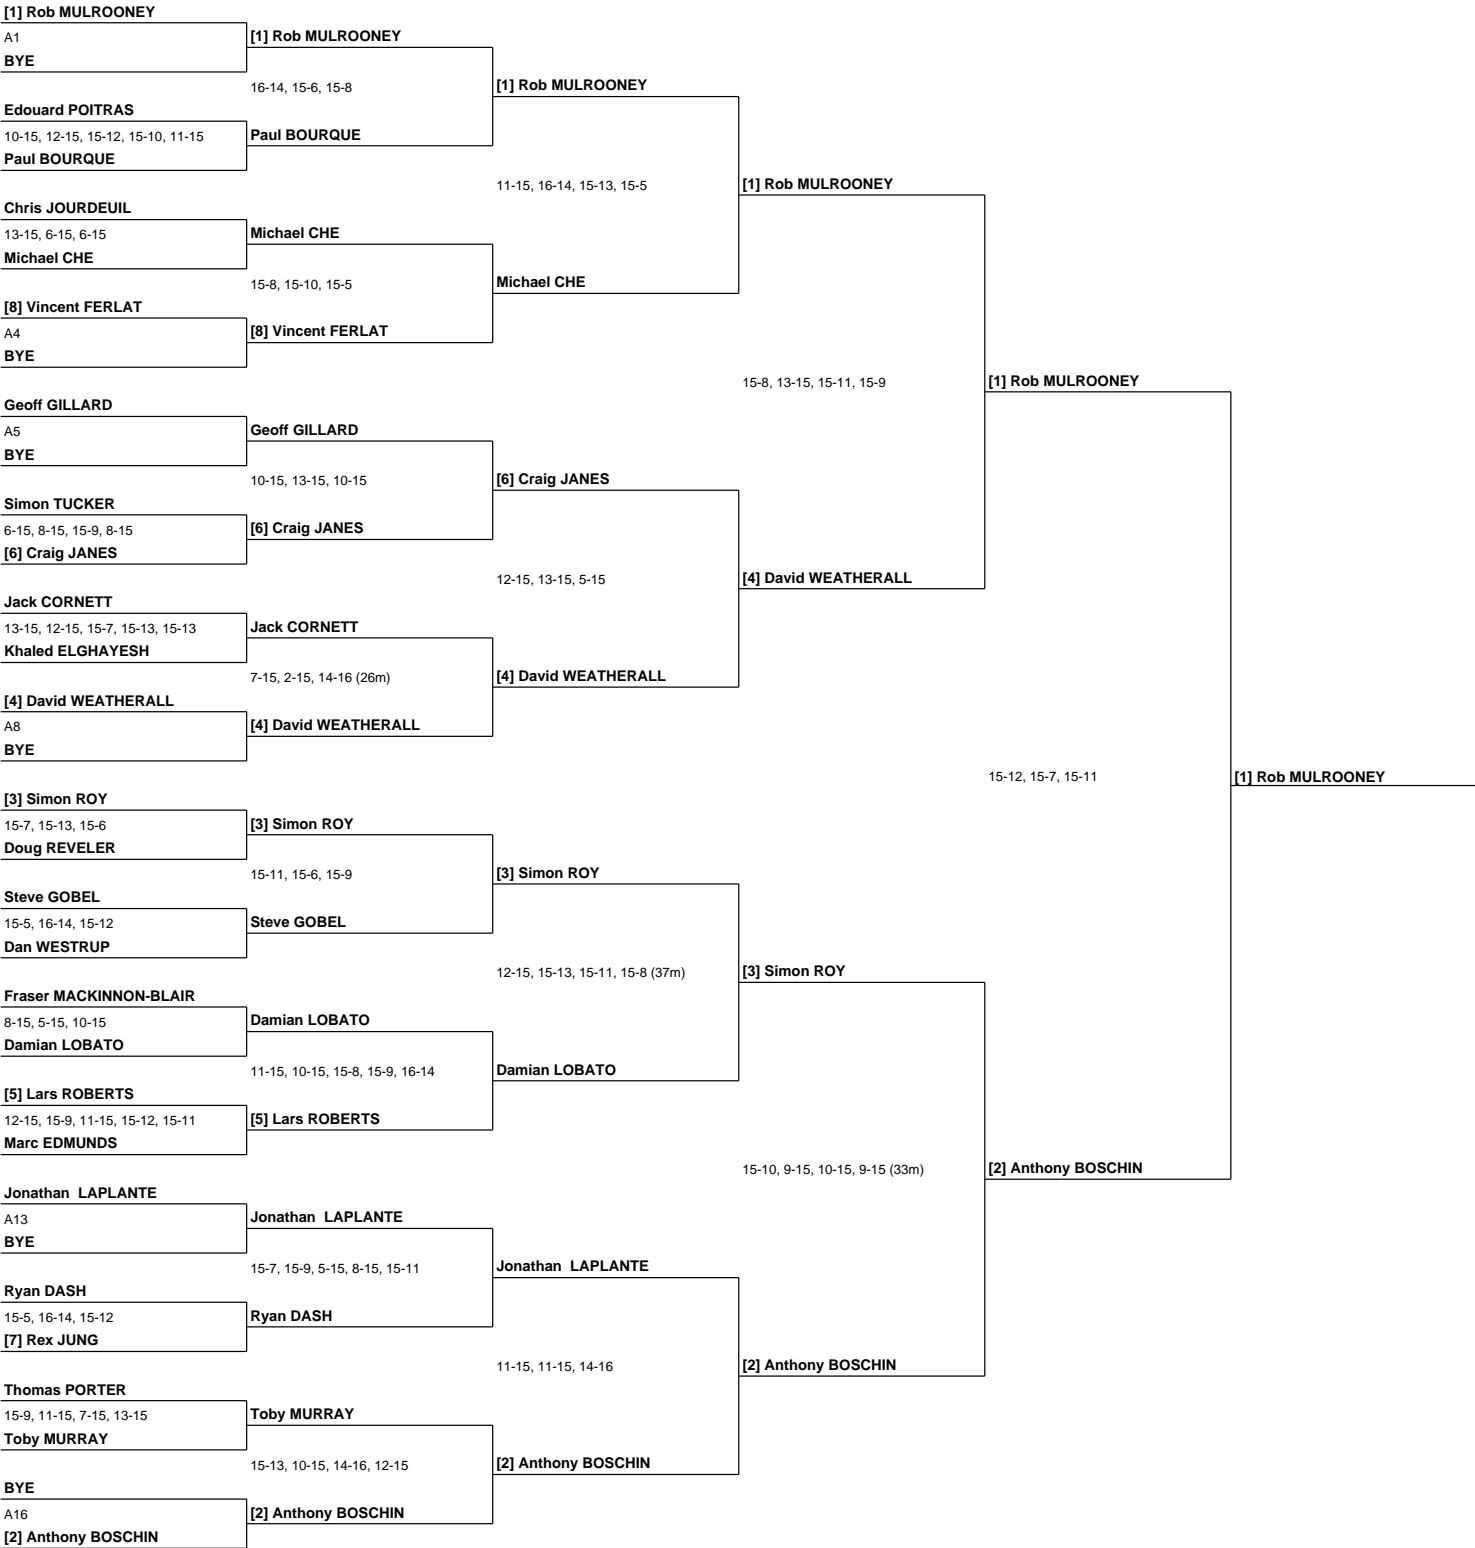 [1] Rob MULROONEY
A1
[1] Rob MULROONEY
BYE
16-14, 15-6, 15-8
[1] Rob MULROONEY
Edouard POITRAS
10-15, 12-15, 15-12, 15-10, 11-15
Paul BOURQUE
Paul BOURQUE
11-15, 16-14, 15-13, 15-5
[1] Rob MULROONEY
Chris JOURDEUIL
13-15, 6-15, 6-15
Michael CHE
Michael CHE
15-8, 15-10, 15-5
Michael CHE
[8] Vincent FERLAT
A4
[8] Vincent FERLAT
BYE
15-8, 13-15, 15-11, 15-9
[1] Rob MULROONEY
Geoff GILLARD
A5
Geoff GILLARD
BYE
10-15, 13-15, 10-15
[6] Craig JANES
Simon TUCKER
6-15, 8-15, 15-9, 8-15
[6] Craig JANES
[6] Craig JANES
12-15, 13-15, 5-15
[4] David WEATHERALL
Jack CORNETT
13-15, 12-15, 15-7, 15-13, 15-13
Jack CORNETT
Khaled ELGHAYESH
7-15, 2-15, 14-16 (26m)
[4] David WEATHERALL
[4] David WEATHERALL
A8
[4] David WEATHERALL
BYE
15-12, 15-7, 15-11
[1] Rob MULROONEY
[3] Simon ROY
15-7, 15-13, 15-6
[3] Simon ROY
Doug REVELER
15-11, 15-6, 15-9
[3] Simon ROY
Steve GOBEL
15-5, 16-14, 15-12
Steve GOBEL
Dan WESTRUP
12-15, 15-13, 15-11, 15-8 (37m)
[3] Simon ROY
Fraser MACKINNON-BLAIR
8-15, 5-15, 10-15
Damian LOBATO
Damian LOBATO
11-15, 10-15, 15-8, 15-9, 16-14
Damian LOBATO
[5] Lars ROBERTS
12-15, 15-9, 11-15, 15-12, 15-11
[5] Lars ROBERTS
Marc EDMUNDS
15-10, 9-15, 10-15, 9-15 (33m)
[2] Anthony BOSCHIN
Jonathan  LAPLANTE
A13
Jonathan  LAPLANTE
BYE
15-7, 15-9, 5-15, 8-15, 15-11
Jonathan  LAPLANTE
Ryan DASH
15-5, 16-14, 15-12
Ryan DASH
[7] Rex JUNG
11-15, 11-15, 14-16
[2] Anthony BOSCHIN
Thomas PORTER
15-9, 11-15, 7-15, 13-15
Toby MURRAY
Toby MURRAY
15-13, 10-15, 14-16, 12-15
[2] Anthony BOSCHIN
BYE
A16
[2] Anthony BOSCHIN
[2] Anthony BOSCHIN